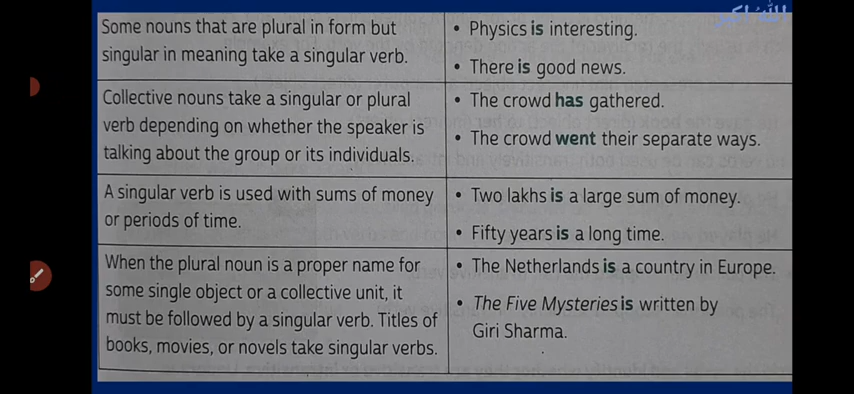 اللهُ اكبر
Some nouns that are plural in form but
singular in meaning take a singular verb.
• Physics is interesting.
• There is good news.
Collective nouns take a singular or plural
verb depending on whether the speaker is
talking about the group or its individuals.
• The crowd has gathered.
• The crowd went their separate ways.
A singular verb is used with sums of money
or periods of time.
• Two lakhs is a large sum of money.
• Fifty years is a long time.
When the plural noun is a proper name for
some single object or a collective unit, it
must be followed by a singular verb. Titles of
books, movies, or novels take singular verbs.
• The Netherlands is a country in Europe.
• The Five Mysteries is written by
Giri Sharma.